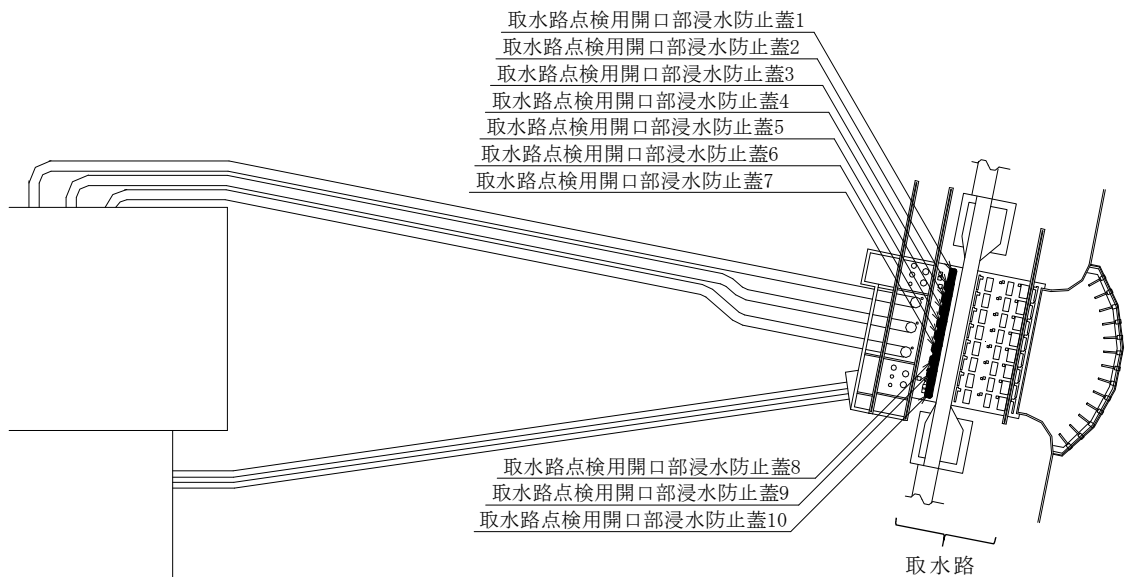 取水路点検用開口部浸水防止蓋1
取水路点検用開口部浸水防止蓋2
取水路点検用開口部浸水防止蓋3
取水路点検用開口部浸水防止蓋4
取水路点検用開口部浸水防止蓋5
取水路点検用開口部浸水防止蓋6
取水路点検用開口部浸水防止蓋7
取水路点検用開口部浸水防止蓋8
取水路点検用開口部浸水防止蓋9
取水路点検用開口部浸水防止蓋10
取水路